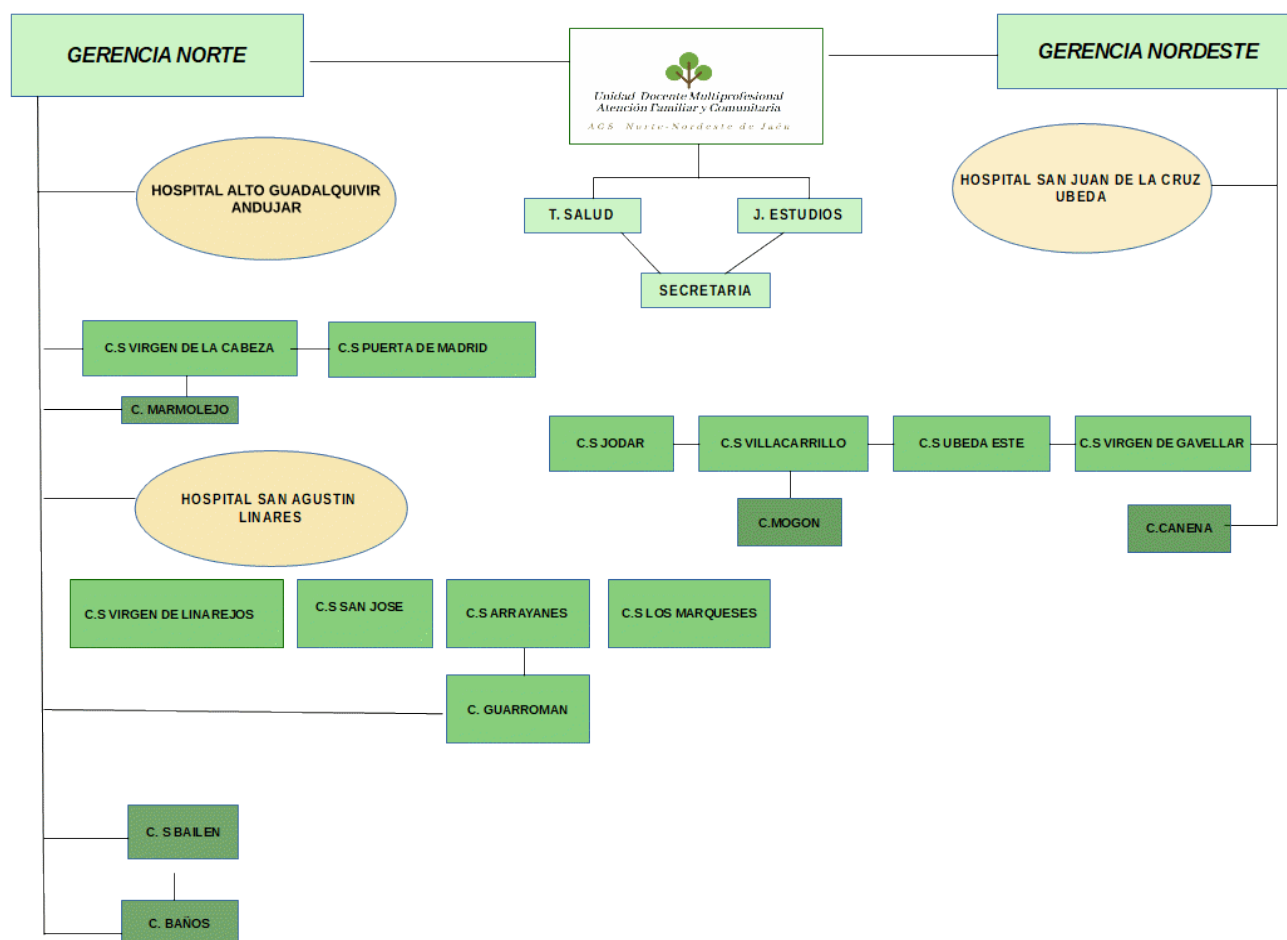 GERENCIA NORTE
GERENCIA NORDESTE
Unidad Docente Multiprofesional
Atención Familiar y Comunitaria
AGS Norte-Nordeste de Jaén
HOSPITAL ALTO GUADALQUIVIR
ANDUJAR
HOSPITAL SAN JUAN DE LA CRUZ
UBEDA
T. SALUD
J. ESTUDIOS
SECRETARIA
C.S VIRGEN DE LA CABEZA
C.S PUERTA DE MADRID
C. MARMOLEJO
C.S JODAR
C.S VILLACARRILLO
C.S UBEDA ESTE
C.S VIRGEN DE GAVELLAR
HOSPITAL SAN AGUSTIN
LINARES
C.MOGON
C.CANENA
C.S VIRGEN DE LINAREJOS
C.S SAN JOSE
C.S ARRAYANES
C.S LOS MARQUESES
C. GUARROMAN
C. S BAILEN
C. BAÑOS